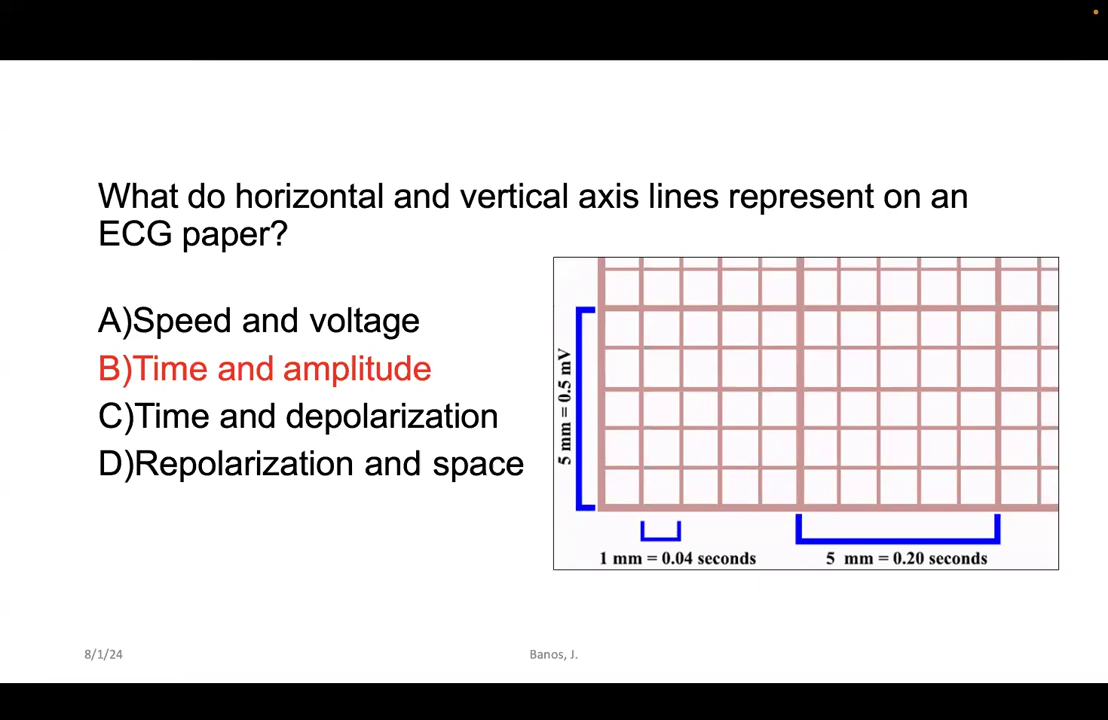 What do horizontal and vertical axis lines represent on an
ECG paper?
A)Speed and voltage
B)Time and amplitude
C)Time and depolarization
D)Repolarization and space
5 mm = 0.5 mV
1 mm = 0.04 seconds
5 mm = 0.20 seconds
8/1/24
Banos, J.